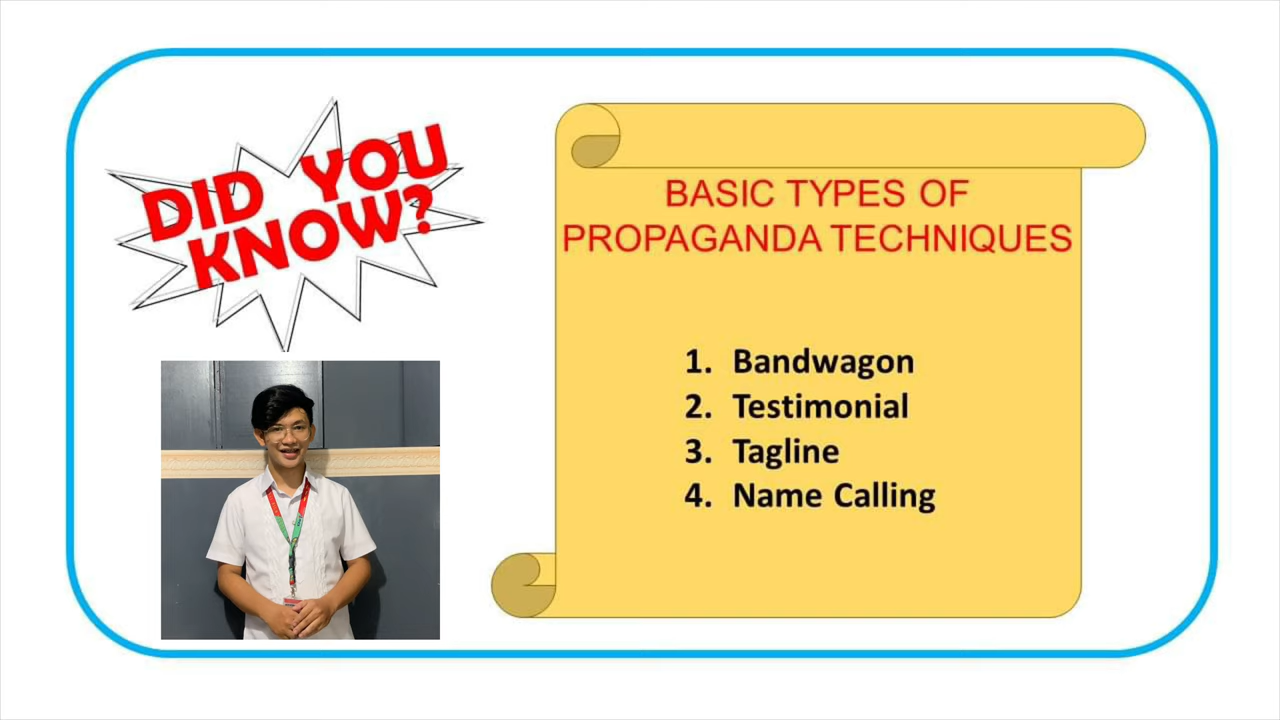 DID YOU
KNOW?
BASIC TYPES OF
PROPAGANDA TECHNIQUES
1. Bandwagon
2. Testimonial
3. Tagline
4. Name Calling